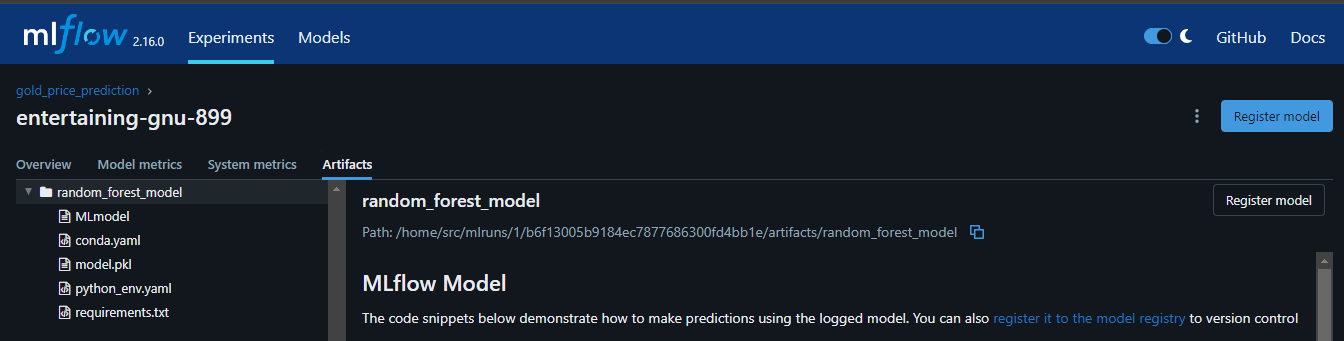 mlflow 2.16.0 Experiments Models GitHub Docs
gold_price_prediction
entertaining-gnu-899
Register model
Overview Model metrics System metrics Artifacts
random_forest_model
MLmodel
conda.yaml
model.pkl
python_env.yaml
requirements.txt
random_forest_model
Register model
Path: /home/src/mlruns/1/b6f13005b9184ec7877686300fd4bb1e/artifacts/random_forest_model
MLflow Model
The code snippets below demonstrate how to make predictions using the logged model. You can also register it to the model registry to version control